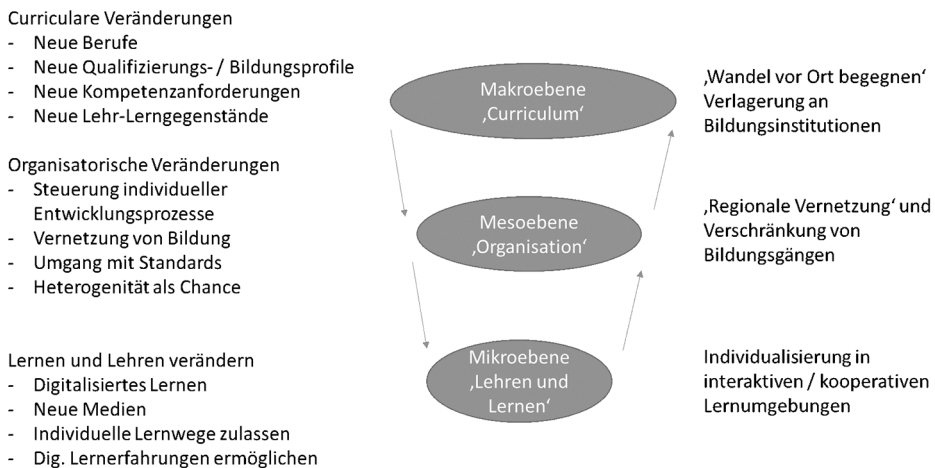 Curriculare Veränderungen
- Neue Berufe
- Neue Qualifizierungs- / Bildungsprofile
- Neue Kompetenzanforderungen
- Neue Lehr-Lerngegenstände
Makroebene
‚Curriculum‘
‚Wandel vor Ort begegnen‘
Verlagerung an
Bildungsinstitutionen
Organisatorische Veränderungen
- Steuerung individueller
Entwicklungsprozesse
- Vernetzung von Bildung
- Umgang mit Standards
- Heterogenität als Chance
Mesoebene
‚Organisation‘
‚Regionale Vernetzung‘ und
Verschränkung von
Bildungsgängen
Lernen und Lehren verändern
- Digitalisiertes Lernen
- Neue Medien
- Individuelle Lernwege zulassen
- Dig. Lernerfahrungen ermöglichen
Mikroebene
‚Lehren und
Lernen‘
Individualisierung in
interaktiven / kooperativen
Lernumgebungen